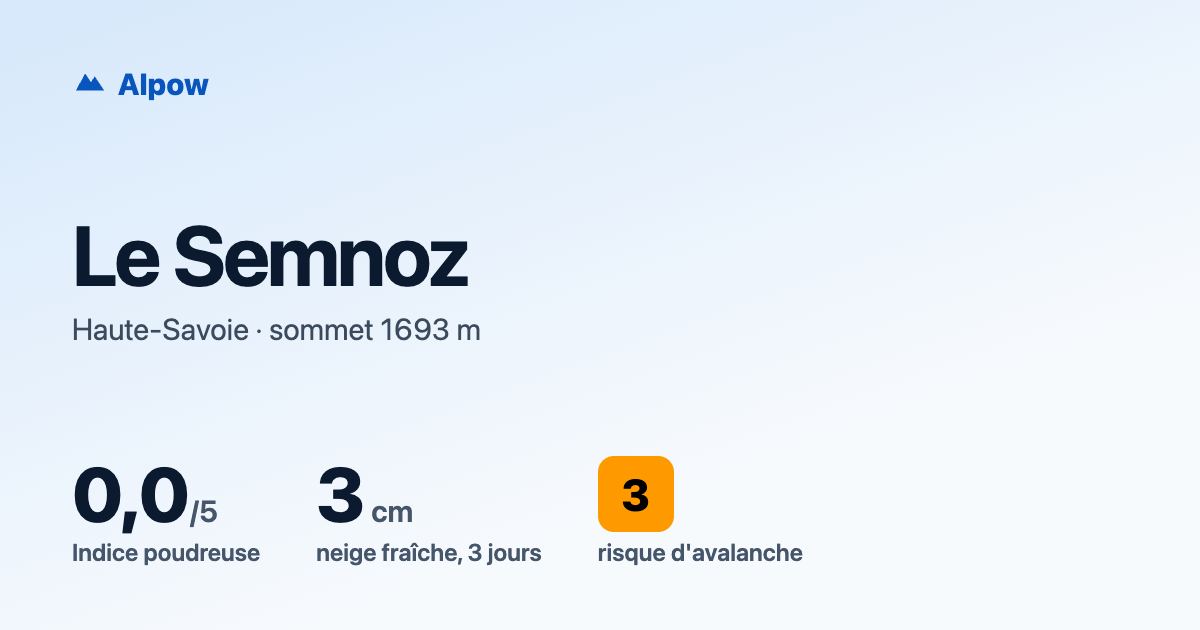 Alpow
Le Semnoz
Haute-Savoie · sommet 1693 m
0,0/5
Indice poudreuse
3 cm
neige fraîche, 3 jours
3
risque d'avalanche